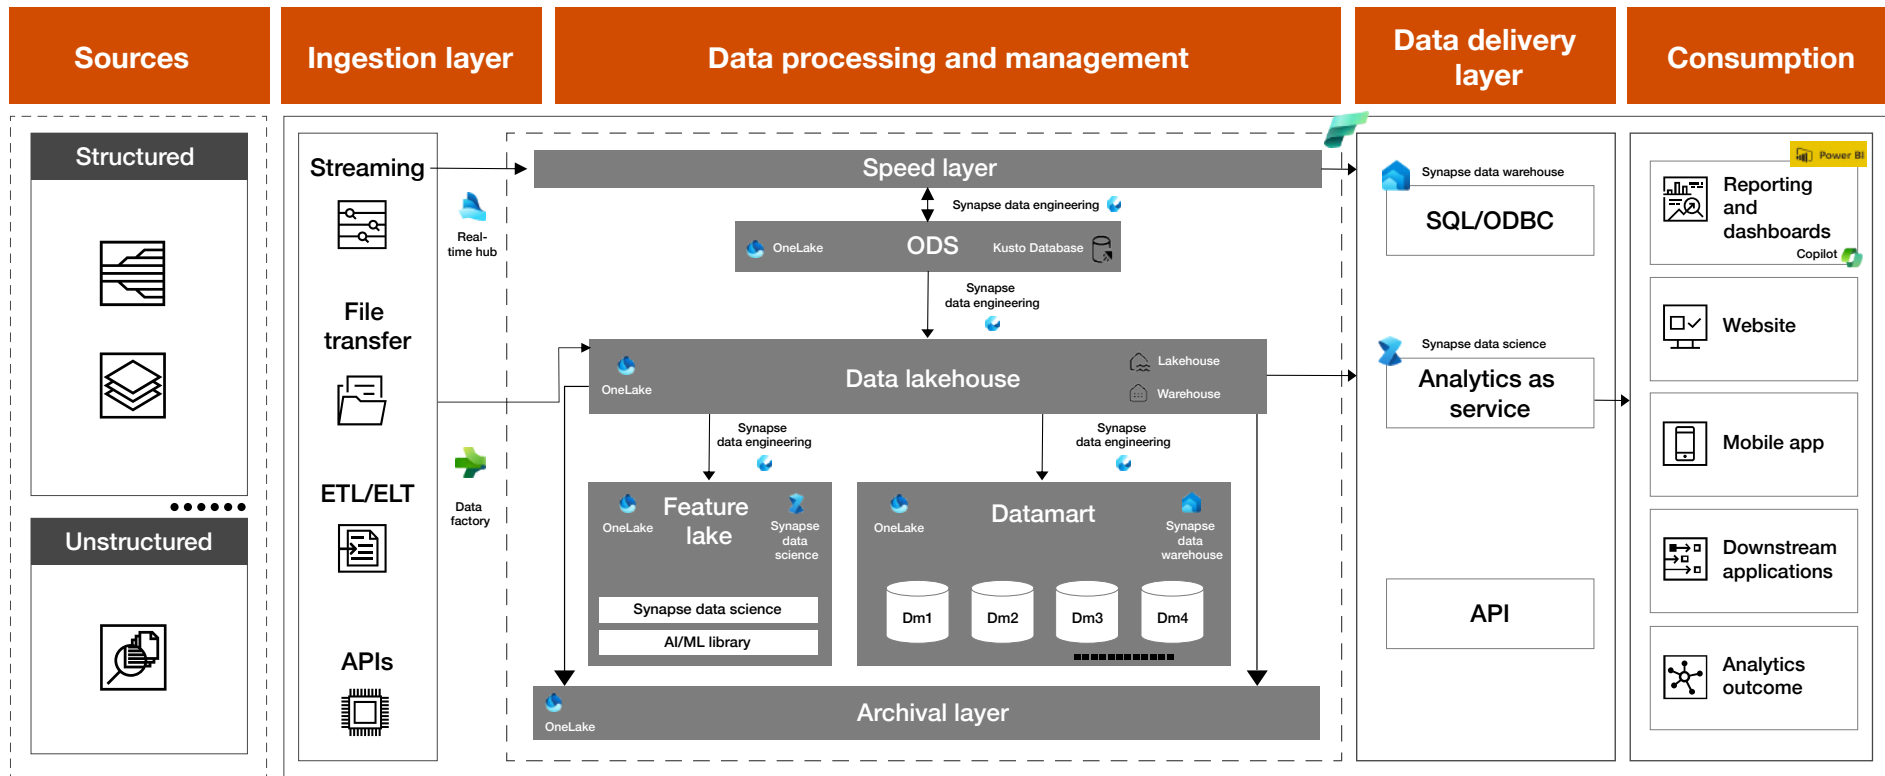 Sources
Ingestion layer
Data processing and management
Data delivery
layer
Consumption
Structured
Unstructured
Streaming
Real-
time hub
File
transfer
ETL/ELT
Data
factory
APIs
Speed layer
Synapse data engineering
OneLake
ODS
Kusto Database
Synapse
data engineering
OneLake
Data lakehouse
Lakehouse
Warehouse
Synapse
data engineering
Synapse
data engineering
OneLake
Feature
lake
Synapse
data
science
Synapse data science
AI/ML library
OneLake
Datamart
Synapse
data
warehouse
Dm1
Dm2
Dm3
Dm4
OneLake
Archival layer
Synapse data warehouse
SQL/ODBC
Synapse data science
Analytics as
service
API
Power BI
Reporting
and
dashboards
Copilot
Website
Mobile app
Downstream
applications
Analytics
outcome